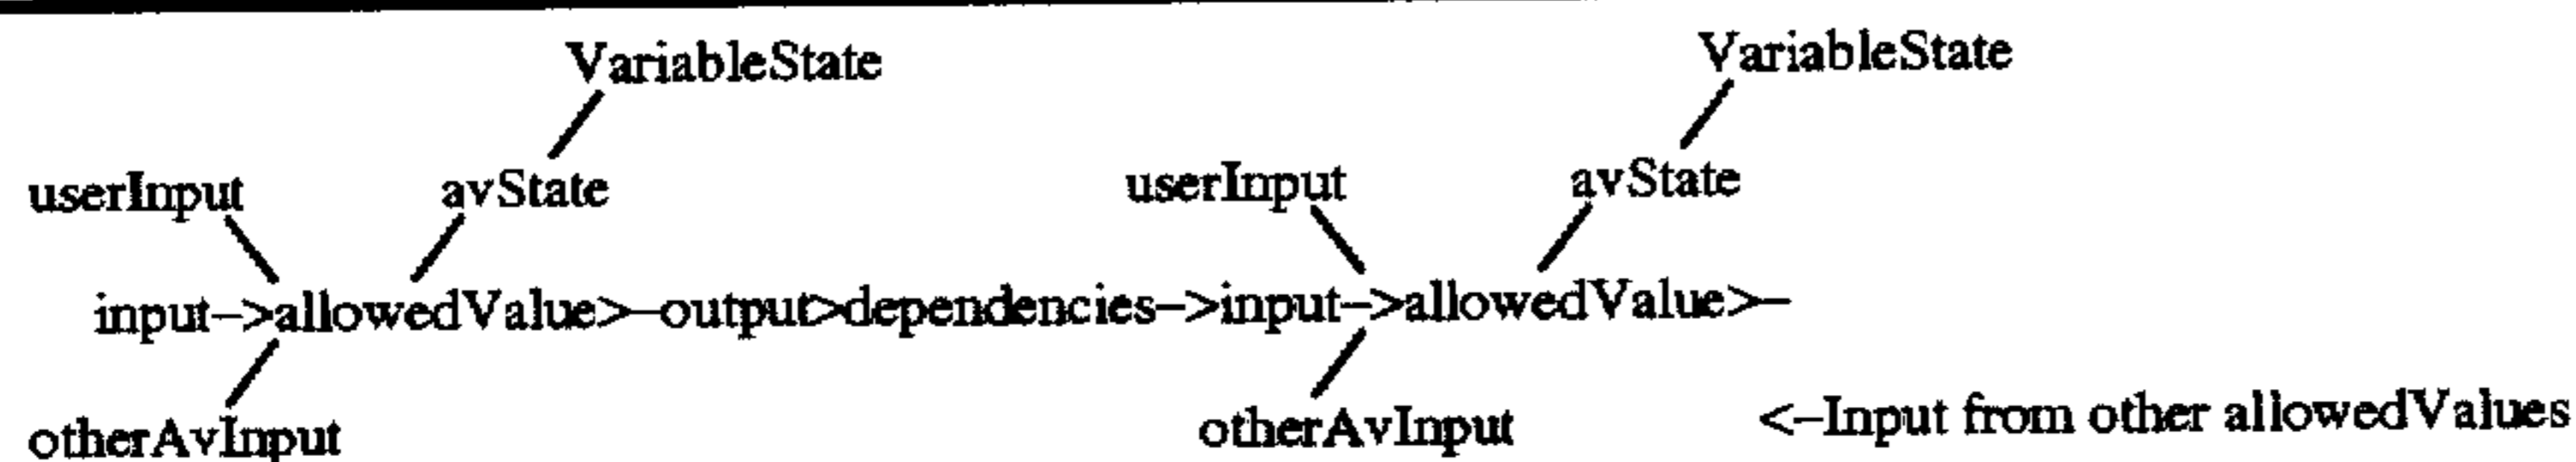 VariableState VariableState
userInput avState userInput avState
input->allowedValue>-output>dependencies->input->allowedValue>-
otherAvInput otherAvInput <-Input from other allowedValues